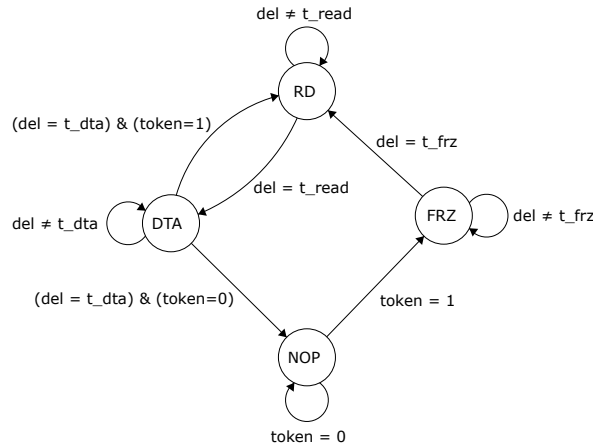 del ≠ t_read
RD
(del = t_dta) & (token=1)
del = t_frz
del = t_read
del ≠ t_dta
DTA
FRZ
del ≠ t_frz
(del = t_dta) & (token=0)
token = 1
NOP
token = 0